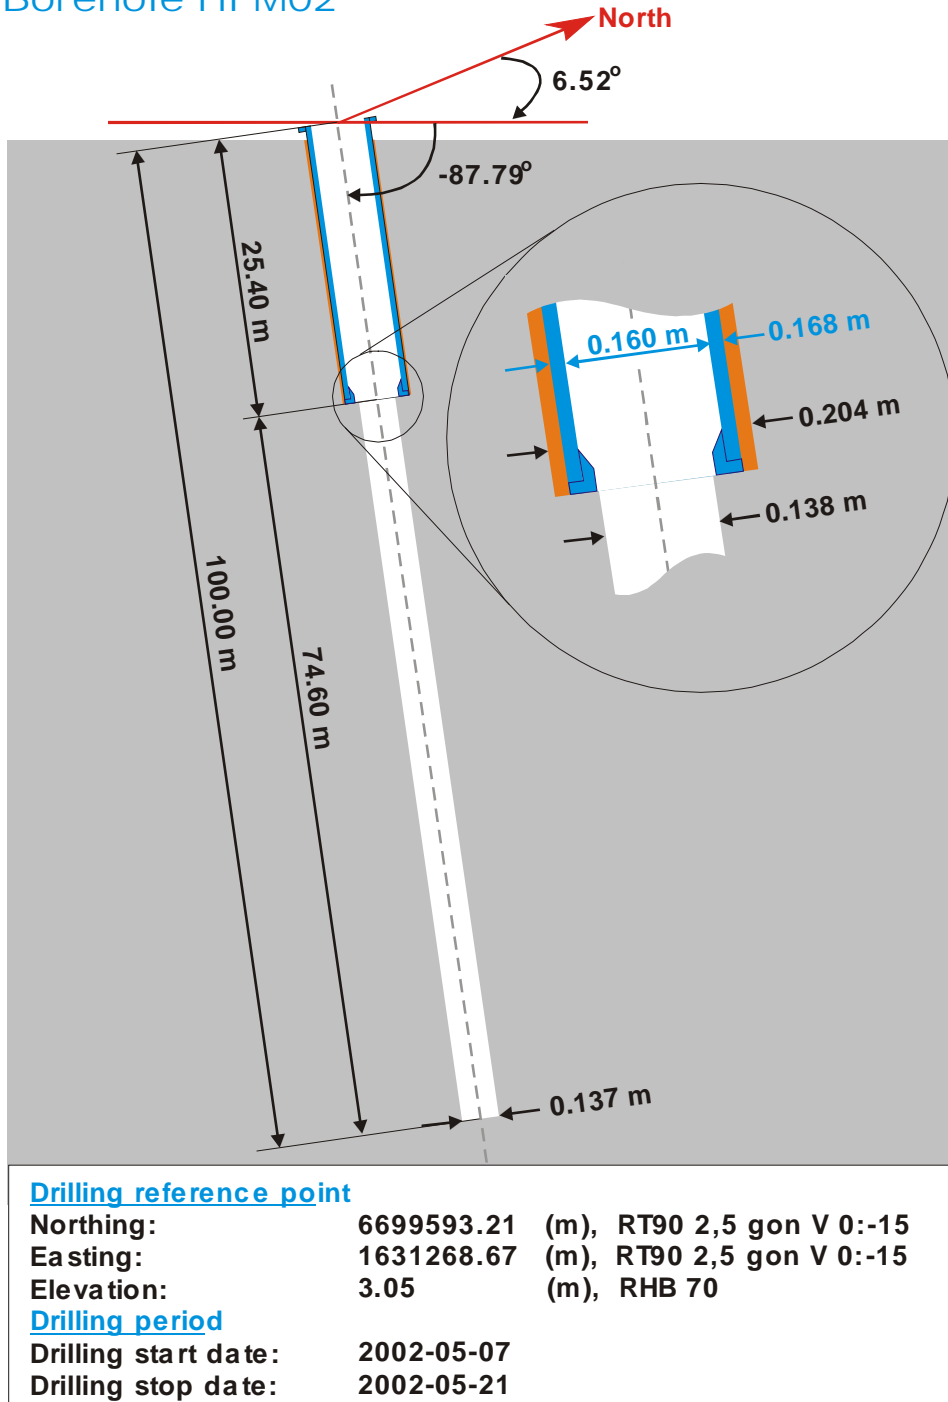 Borehole HFM02
North
6.52°
-87.79°
25.40 m
0.160 m
0.168 m
0.204 m
0.138 m
100.00 m
74.60 m
0.137 m
Drilling reference point
Northing: 6699593.21 (m), RT90 2,5 gon V 0:-15
Easting: 1631268.67 (m), RT90 2,5 gon V 0:-15
Elevation: 3.05 (m), RHB 70
Drilling period
Drilling start date: 2002-05-07
Drilling stop date: 2002-05-21